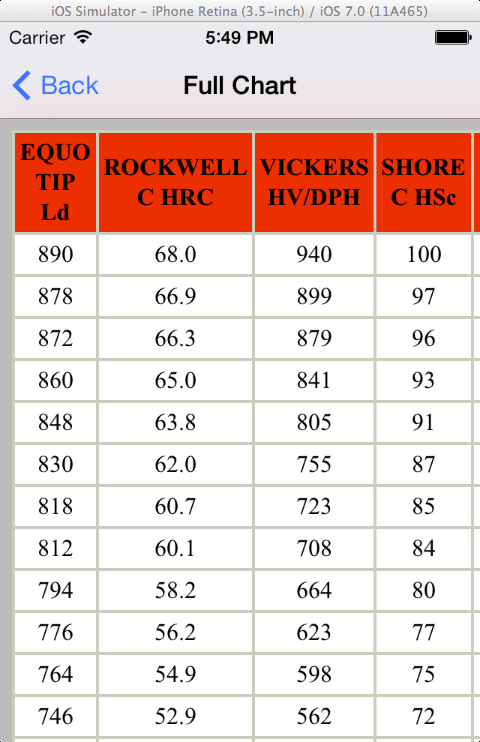 iOS Simulator – iPhone Retina (3.5-inch) / iOS 7.0 (11A465)
Carrier 5:49 PM
Back Full Chart
EQUO TIP Ld ROCKWELL C HRC VICKERS HV/DPH SHORE C HSc
890 68.0 940 100
878 66.9 899 97
872 66.3 879 96
860 65.0 841 93
848 63.8 805 91
830 62.0 755 87
818 60.7 723 85
812 60.1 708 84
794 58.2 664 80
776 56.2 623 77
764 54.9 598 75
746 52.9 562 72